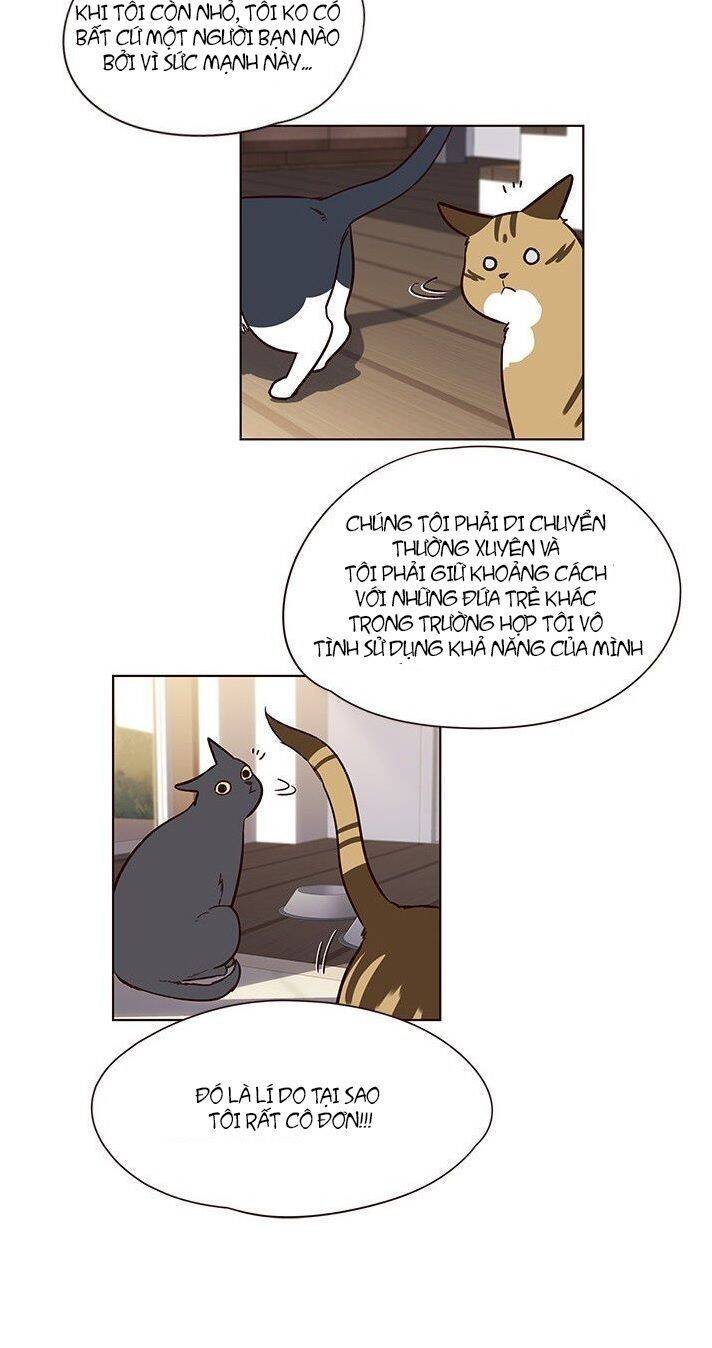 KHI TÔI CÒN NHỎ, TÔI KO CÓ
BẤT CỨ MỘT NGƯỜI BẠN NÀO
BỞI VÌ SỨC MẠNH NÀY...
CHÚNG TÔI PHẢI DI CHUYỂN
THƯỜNG XUYÊN VÀ
TÔI PHẢI GIỮ KHOẢNG CÁCH
VỚI NHỮNG ĐỨA TRẺ KHÁC
TRONG TRƯỜNG HỢP TÔI VÔ
TÌNH SỬ DỤNG KHẢ NĂNG CỦA MÌNH
ĐÓ LÀ LÍ DO TẠI SAO
TÔI RẤT CÔ ĐƠN!!!